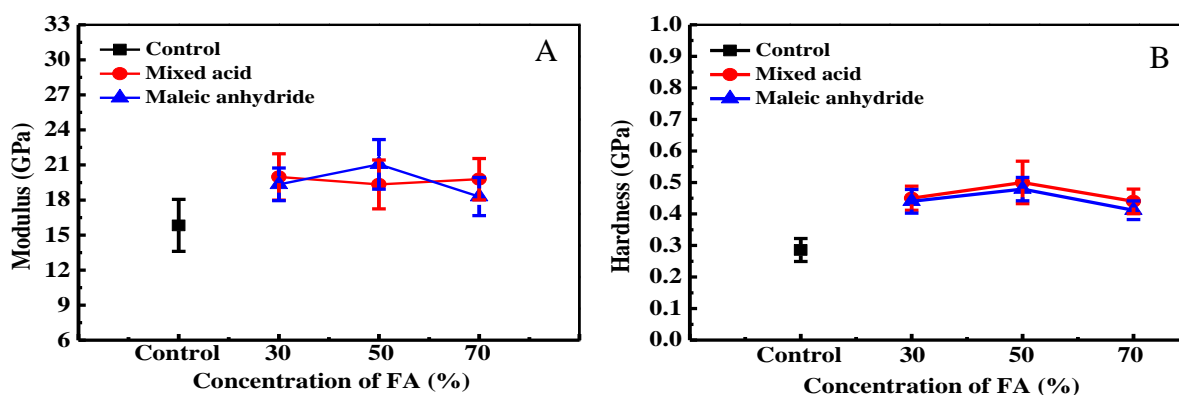 A
Modulus (GPa)
33
30
27
24
21
18
15
12
9
6
Control
Mixed acid
Maleic anhydride
Control 30 50 70
Concentration of FA (%)
B
Hardness (GPa)
1.0
0.9
0.8
0.7
0.6
0.5
0.4
0.3
0.2
0.1
0.0
Control
Mixed acid
Maleic anhydride
Control 30 50 70
Concentration of FA (%)